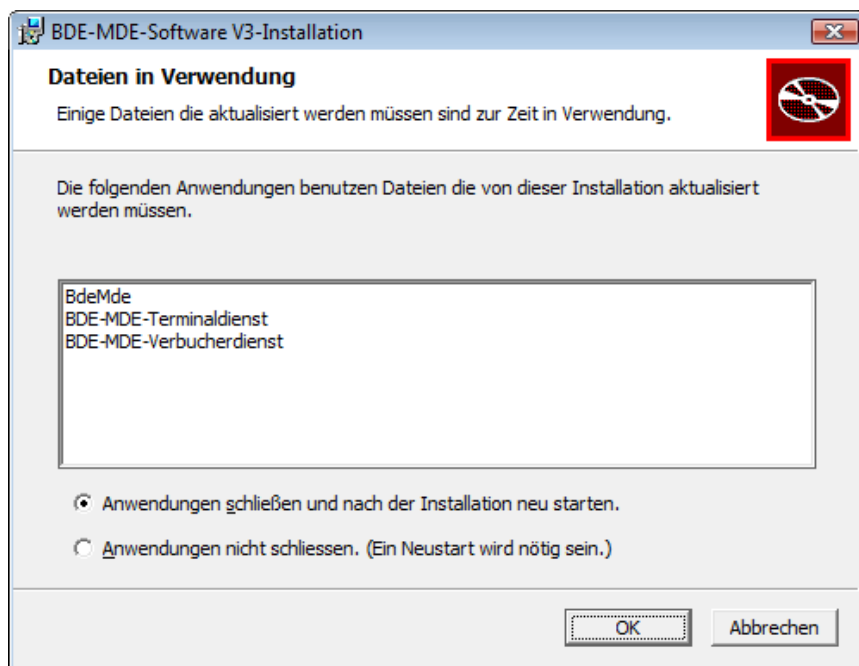 BDE-MDE-Software V3-Installation
Dateien in Verwendung
Einige Dateien die aktualisiert werden müssen sind zur Zeit in Verwendung.
Die folgenden Anwendungen benutzen Dateien die von dieser Installation aktualisiert
werden müssen.
BdeMde
BDE-MDE-Terminaldienst
BDE-MDE-Verbucherdienst
Anwendungen schließen und nach der Installation neu starten.
Anwendungen nicht schliessen. (Ein Neustart wird nötig sein.)
OK
Abbrechen